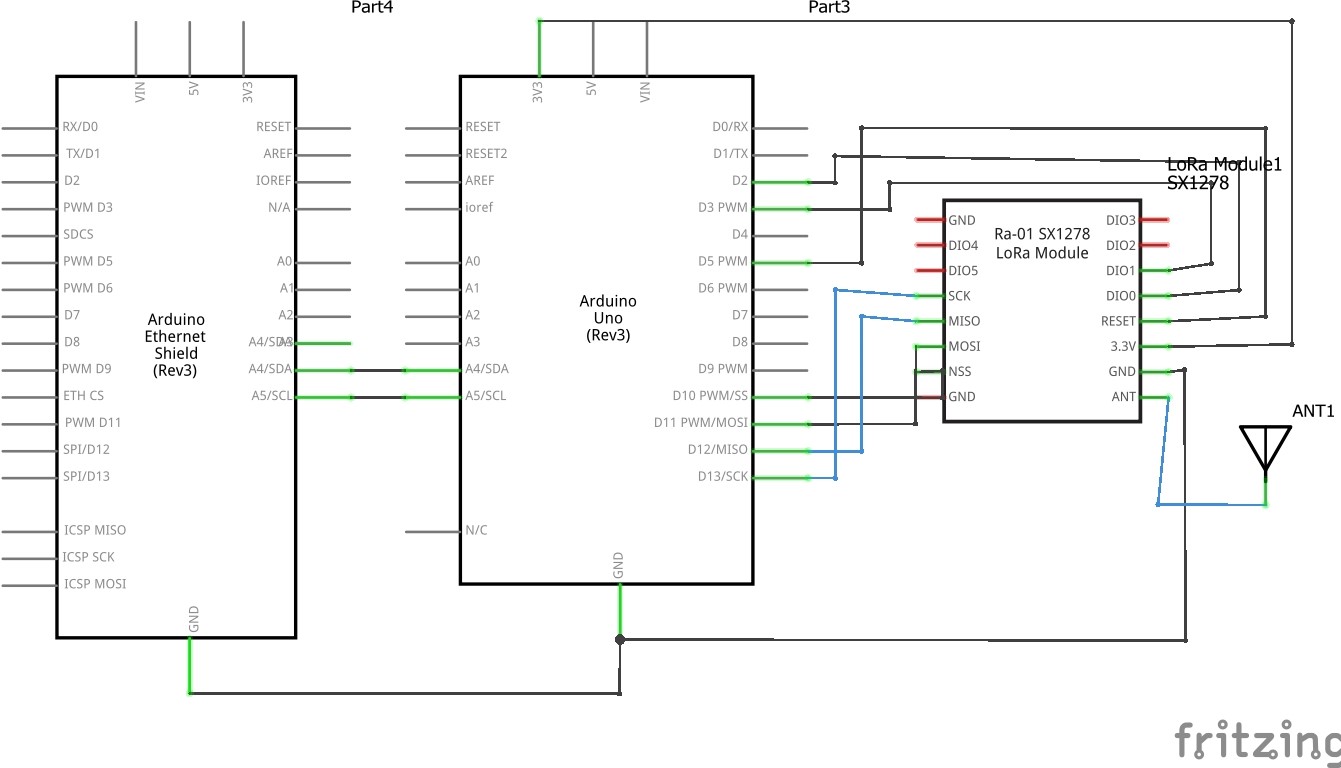 Part4
Part3
VIN
5V
3V3
RX/D0
TX/D1
D2
PWM D3
SDCS
PWM D5
PWM D6
D7
D8
PWM D9
ETH CS
PWM D11
SPI/D12
SPI/D13
ICSP MISO
ICSP SCK
ICSP MOSI
Arduino
Ethernet
Shield
(Rev3)
RESET
AREF
IOREF
N/A
A0
A1
A2
A3
A4/SDA
A4/SDA
A5/SCL
GND
3V3
5V
VIN
RESET
RESET2
AREF
ioref
A0
A1
A2
A3
A4/SDA
A5/SCL
N/C
Arduino
Uno
(Rev3)
D0/RX
D1/TX
D2
D3 PWM
D4
D5 PWM
D6 PWM
D7
D8
D9 PWM
D10 PWM/SS
D11 PWM/MOSI
D12/MISO
D13/SCK
GND
LoRa Module1
SX1278
Ra-01 SX1278
LoRa Module
GND
DIO4
DIO5
SCK
MISO
MOSI
NSS
GND
DIO3
DIO2
DIO1
DIO0
RESET
3.3V
GND
ANT
ANT1
fritzing